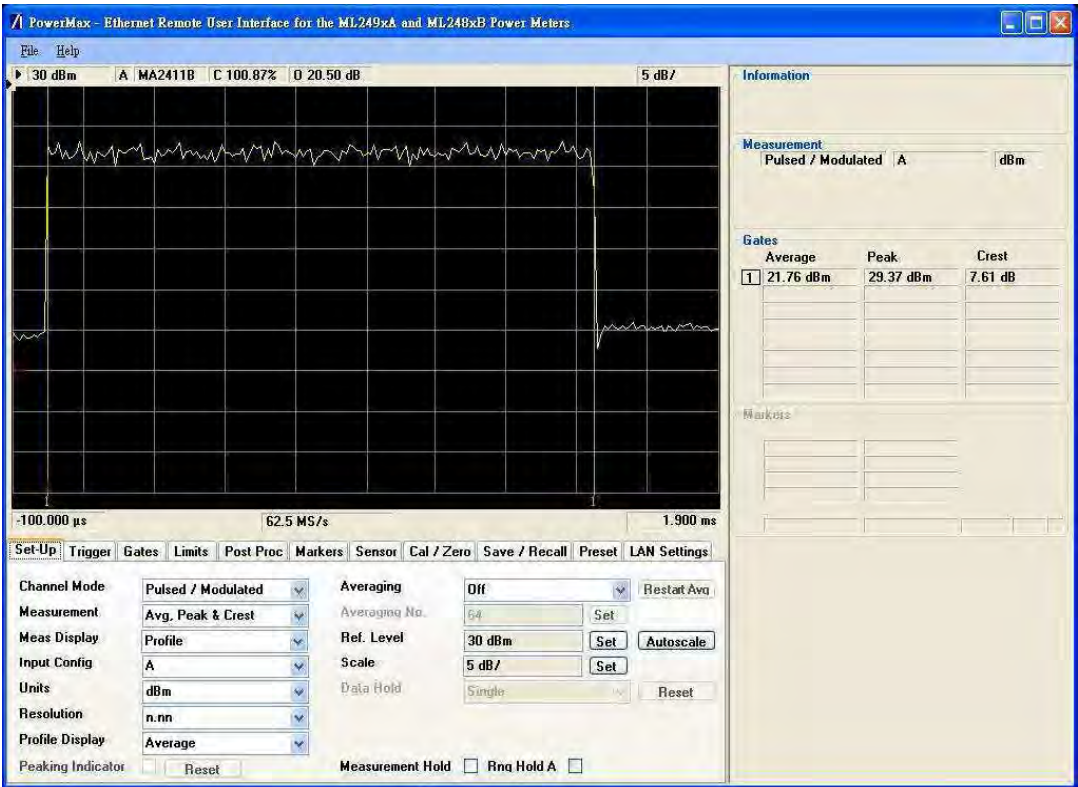 PowerMax - Ethernet Remote User Interface for the ML249xA and ML248xB Power Meters
File Help
30 dBm A MA2411B C 100.87% O 20.50 dB 5 dB/
Information
Measurement
Pulsed / Modulated A dBm
Gates
Average Peak Crest
1 21.76 dBm 29.37 dBm 7.61 dB
Markers
1 1
-100.000 µs 62.5 MS/s 1.900 ms
Set-Up Trigger Gates Limits Post Proc Markers Sensor Cal / Zero Save / Recall Preset LAN Settings
Channel Mode Pulsed / Modulated Averaging Off Restart Avg
Measurement Avg, Peak & Crest Averaging No. 64 Set
Meas Display Profile Ref. Level 30 dBm Set Autoscale
Input Config A Scale 5 dB/ Set
Units dBm Data Hold Single Reset
Resolution n.nn
Profile Display Average
Peaking Indicator Reset Measurement Hold Rng Hold A